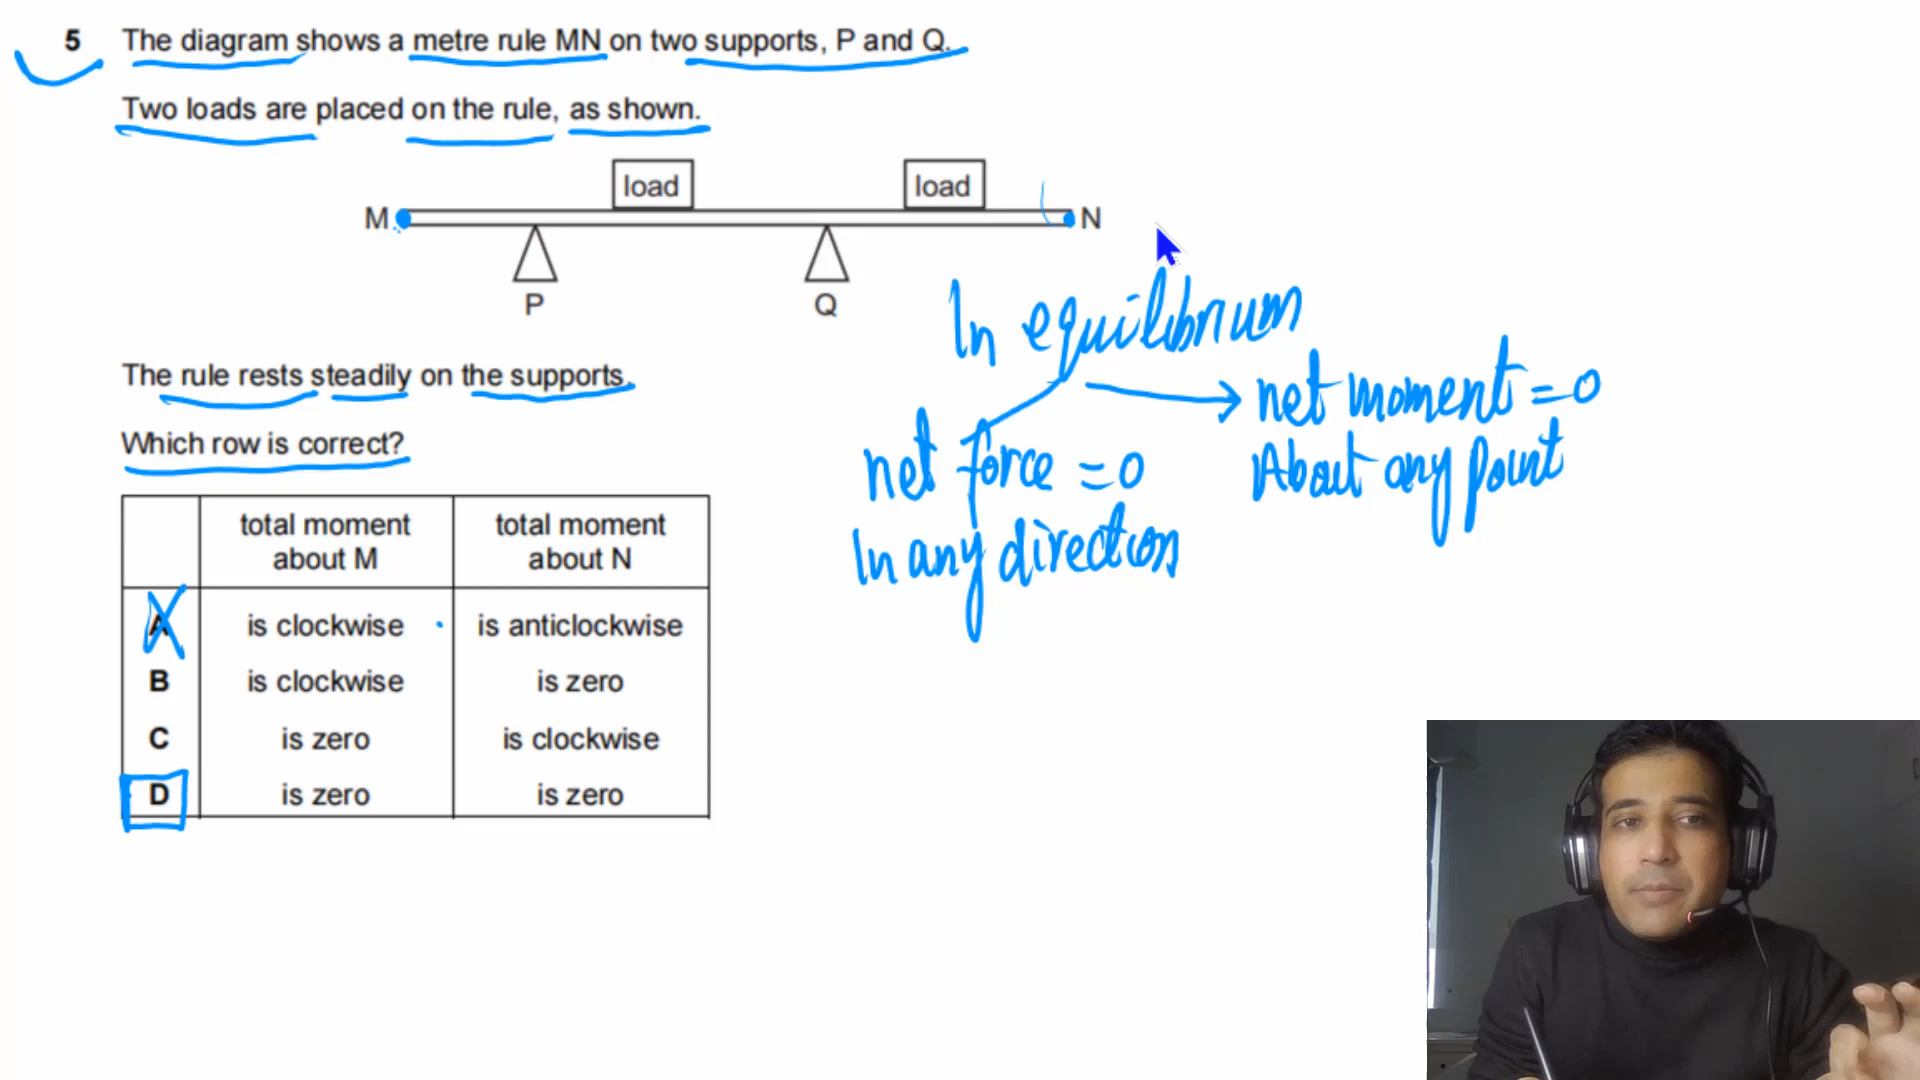 5 The diagram shows a metre rule MN on two supports, P and Q.
Two loads are placed on the rule, as shown.
load load
M N
P Q
In equilibrium
The rule rests steadily on the supports.
net moment = 0
Which row is correct?
net force = 0
About any point
In any direction
total moment about M total moment about N
A is clockwise is anticlockwise
B is clockwise is zero
C is zero is clockwise
D is zero is zero